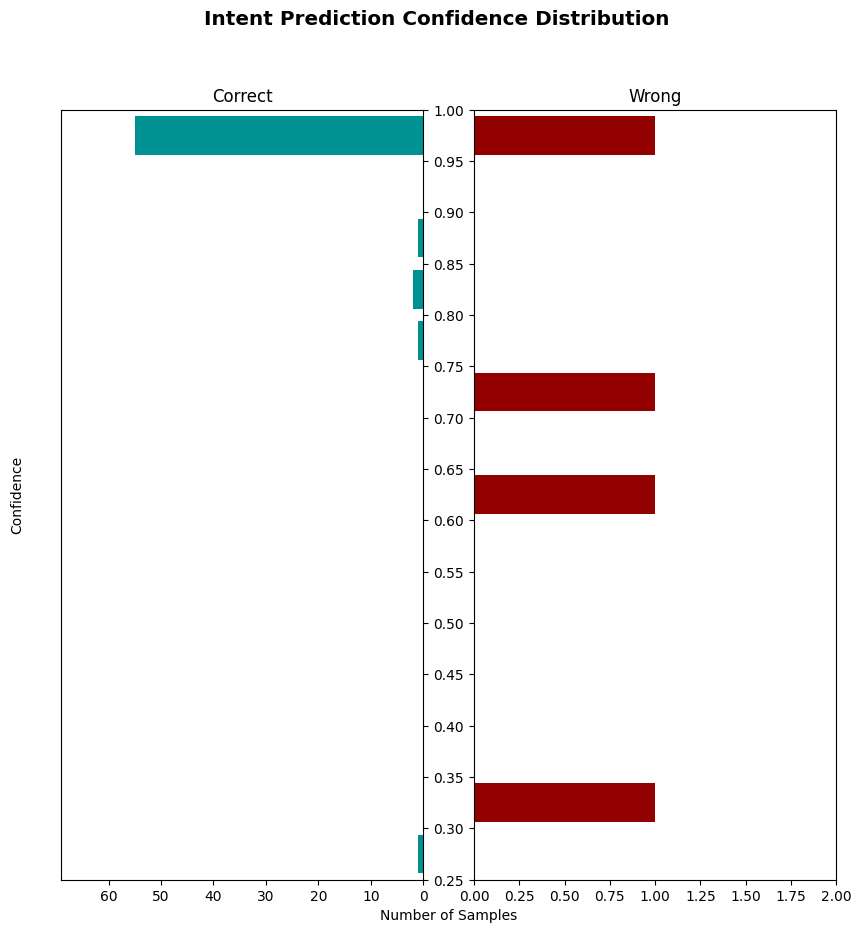 Intent Prediction Confidence Distribution
Correct
Wrong
1.00
0.95
0.90
0.85
0.80
0.75
0.70
0.65
0.60
0.55
0.50
0.45
0.40
0.35
0.30
0.25
Confidence
60 50 40 30 20 10 0
0.00 0.25 0.50 0.75 1.00 1.25 1.50 1.75 2.00
Number of Samples